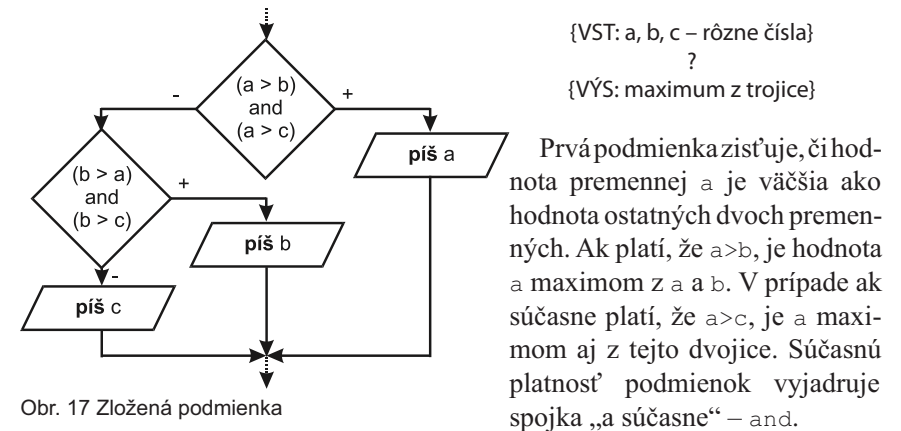 (a > b)
and
(a > c)
-
+
píš a
(b > a)
and
(b > c)
+
píš b
-
píš c
Obr. 17 Zložená podmienka
{VST: a, b, c – rôzne čísla}
?
{VÝS: maximum z trojice}
Prvá podmienka zisťuje, či hod-
nota premennej a je väčšia ako
hodnota ostatných dvoch premen-
ných. Ak platí, že a>b, je hodnota
a maximom z a a b. V prípade ak
súčasne platí, že a>c, je a maxi-
mom aj z tejto dvojice. Súčasnú
platnosť podmienok vyjadruje
spojka „a súčasne“ – and.